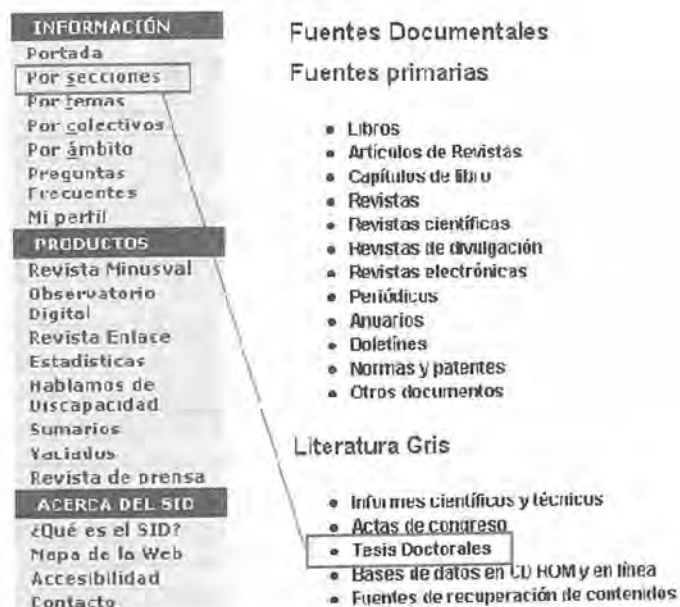 INFORMACIÓN
Portada
Por secciones
Por temas
Por colectivos
Por ámbito
Preguntas
Frecuentes
Mi perfil
PRODUCTOS
Revista Minusval
Observatorio
Digital
Revista Enlace
Estadísticas
Hablamos de
Discapacidad
Sumarios
Vaciados
Revista de prensa
ACERCA DEL SID
¿Qué es el SID?
Mapa de la Web
Accesibilidad
Contacto
Fuentes Documentales
Fuentes primarias
• Libros
• Artículos de Revistas
• Capítulos de libro
• Revistas
• Revistas científicas
• Revistas de divulgación
• Revistas electrónicas
• Periódicos
• Anuarios
• Boletines
• Normas y patentes
• Otros documentos
Literatura Gris
• Informes científicos y técnicos
• Actas de congreso
• Tesis Doctorales
• Bases de datos en CD ROM y en línea
• Fuentes de recuperación de contenidos